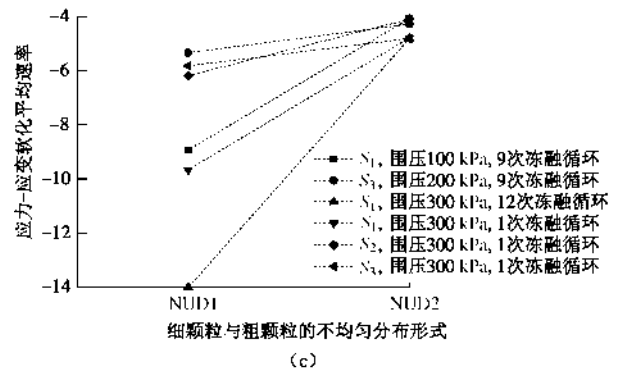 -4
-6
-8
-10
-12
-14
应力-应变软化平均速率
S1, 围压100 kPa, 9次冻融循环
S3, 围压200 kPa, 9次冻融循环
S1, 围压300 kPa, 12次冻融循环
S1, 围压300 kPa, 1次冻融循环
S2, 围压300 kPa, 1次冻融循环
S3, 围压300 kPa, 1次冻融循环
NUD1 NUD2
细颗粒与粗颗粒的不均匀分布形式
(c)